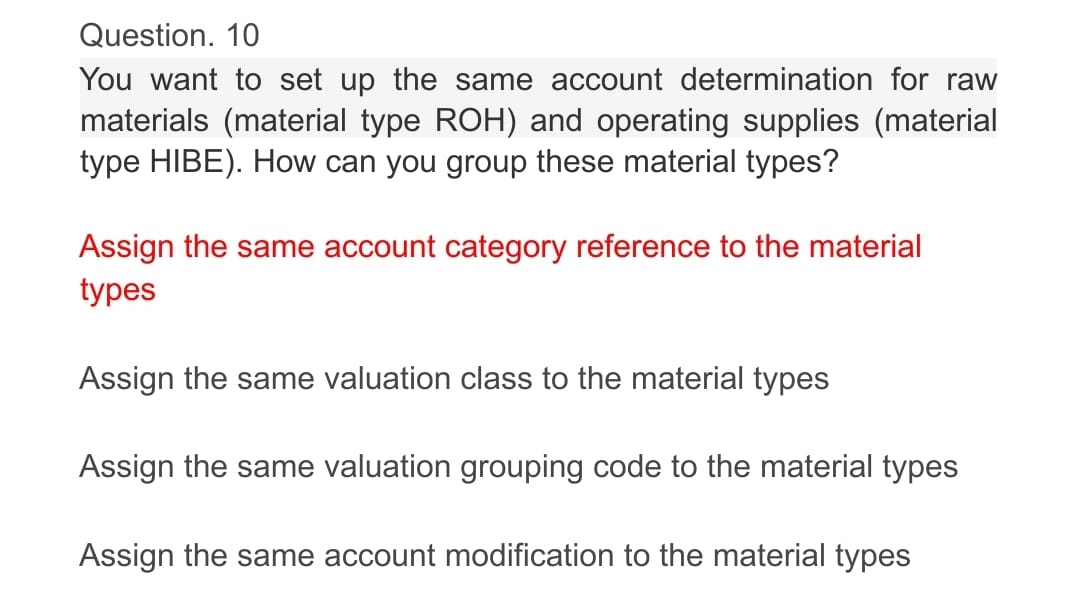 Question. 10
You want to set up the same account determination for raw
materials (material type ROH) and operating supplies (material
type HIBE). How can you group these material types?
Assign the same account category reference to the material
types
Assign the same valuation class to the material types
Assign the same valuation grouping code to the material types
Assign the same account modification to the material types